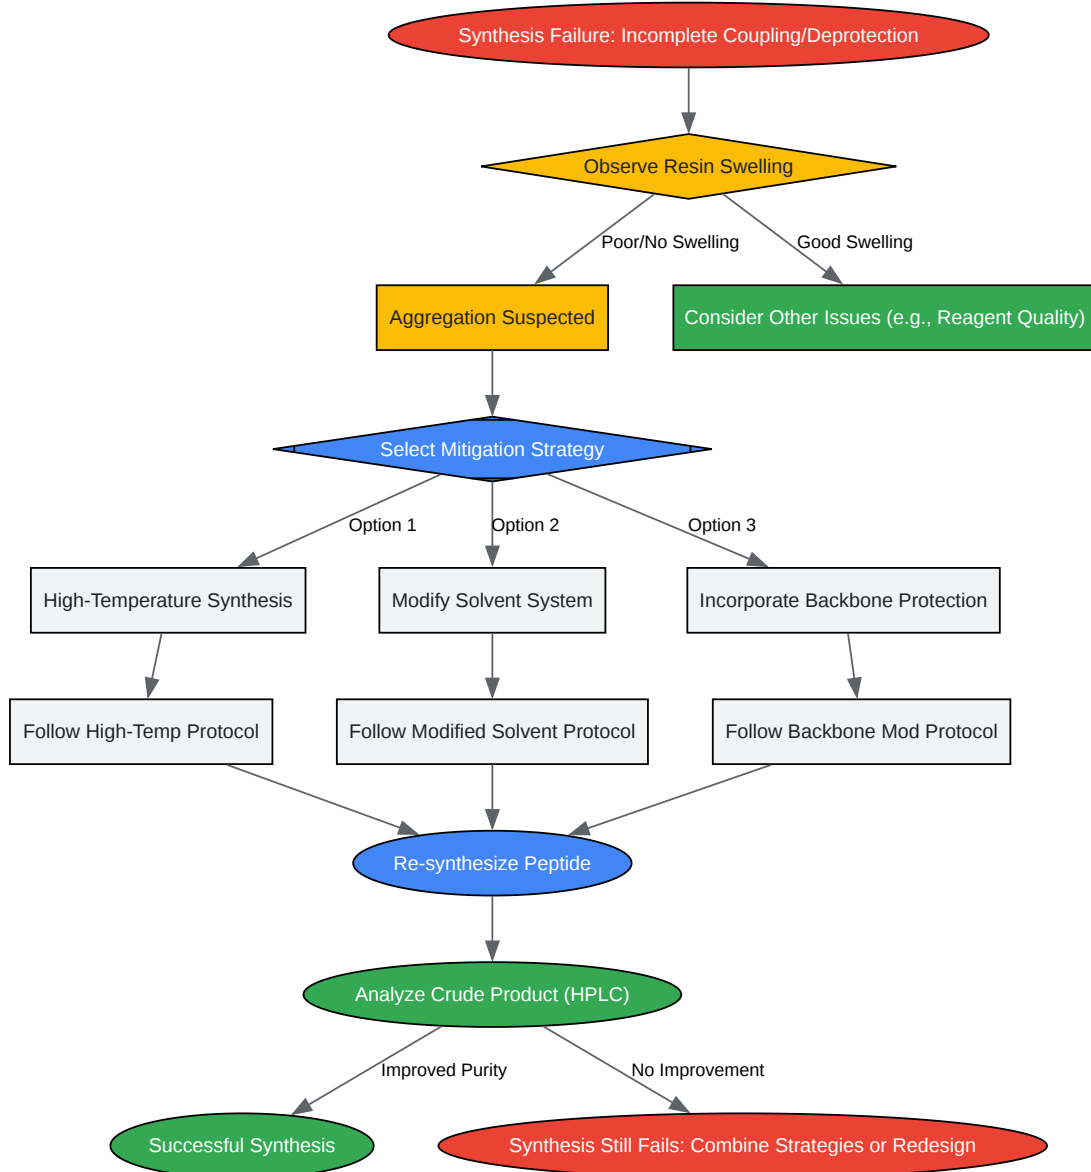 Synthesis Failure: Incomplete Coupling/Deprotection
Observe Resin Swelling
Poor/No Swelling
Good Swelling
Aggregation Suspected
Consider Other Issues (e.g., Reagent Quality)
Select Mitigation Strategy
Option 1
Option 2
Option 3
High-Temperature Synthesis
Modify Solvent System
Incorporate Backbone Protection
Follow High-Temp Protocol
Follow Modified Solvent Protocol
Follow Backbone Mod Protocol
Re-synthesize Peptide
Analyze Crude Product (HPLC)
Improved Purity
No Improvement
Successful Synthesis
Synthesis Still Fails: Combine Strategies or Redesign